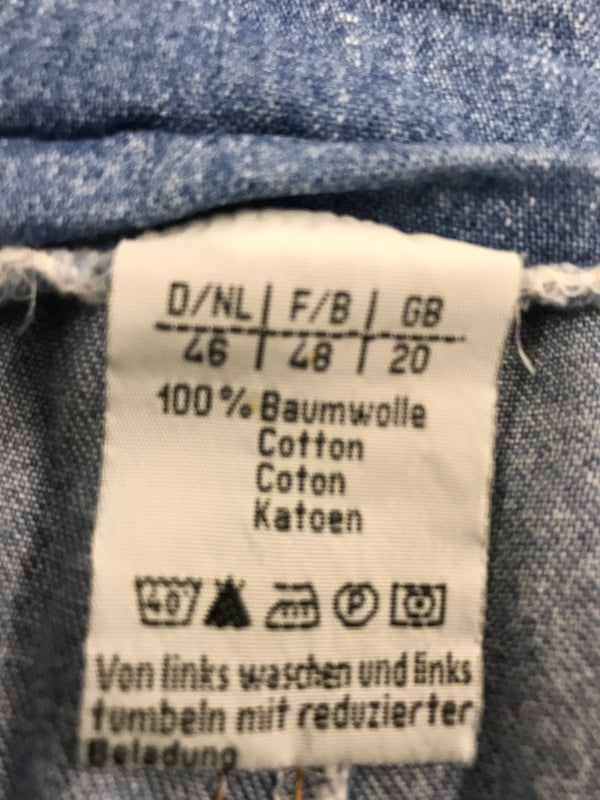 D/NL F/B GB
46 48 20
100% Baumwolle
Cotton
Coton
Katoen
40 P
Von links waschen und links
tumbeln mit reduzierter
Beladung